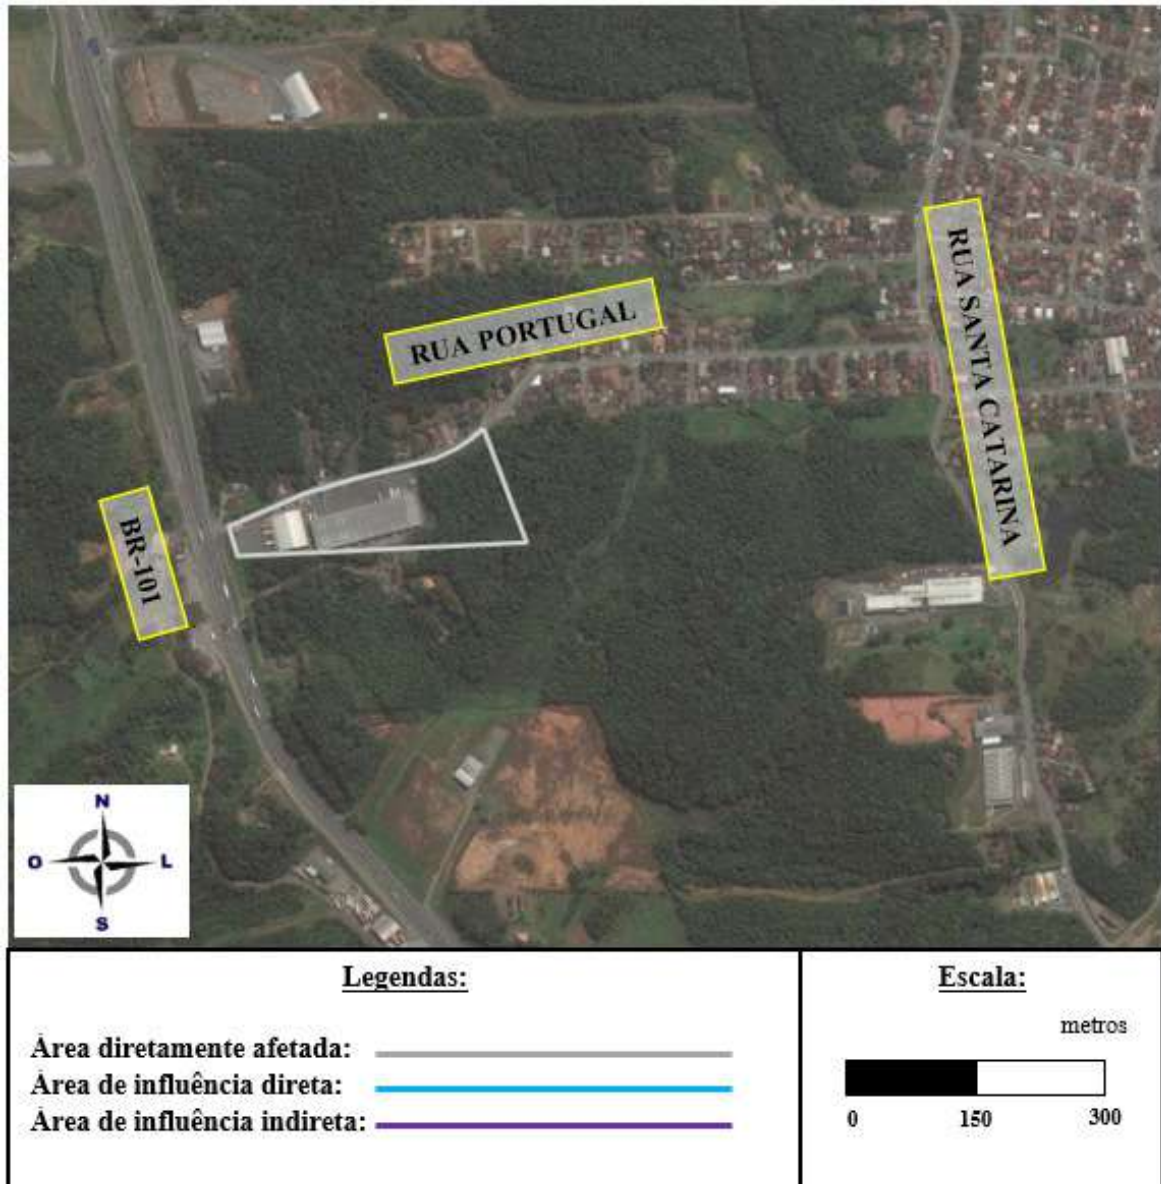 RUA PORTUGAL
RUA SANTA CATARINA
BR-101
N
O
L
S
Legendas:
Área diretamente afetada:
Área de influência direta:
Área de influência indireta:
Escala:
metros
0 150 300